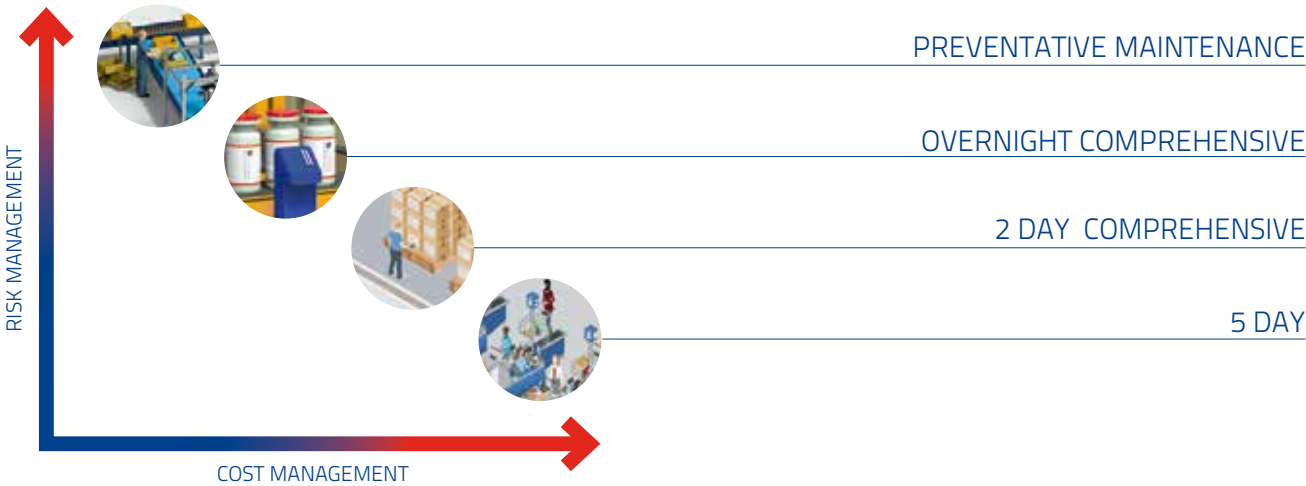 PREVENTATIVE MAINTENANCE
OVERNIGHT COMPREHENSIVE
2 DAY COMPREHENSIVE
5 DAY
RISK MANAGEMENT
COST MANAGEMENT